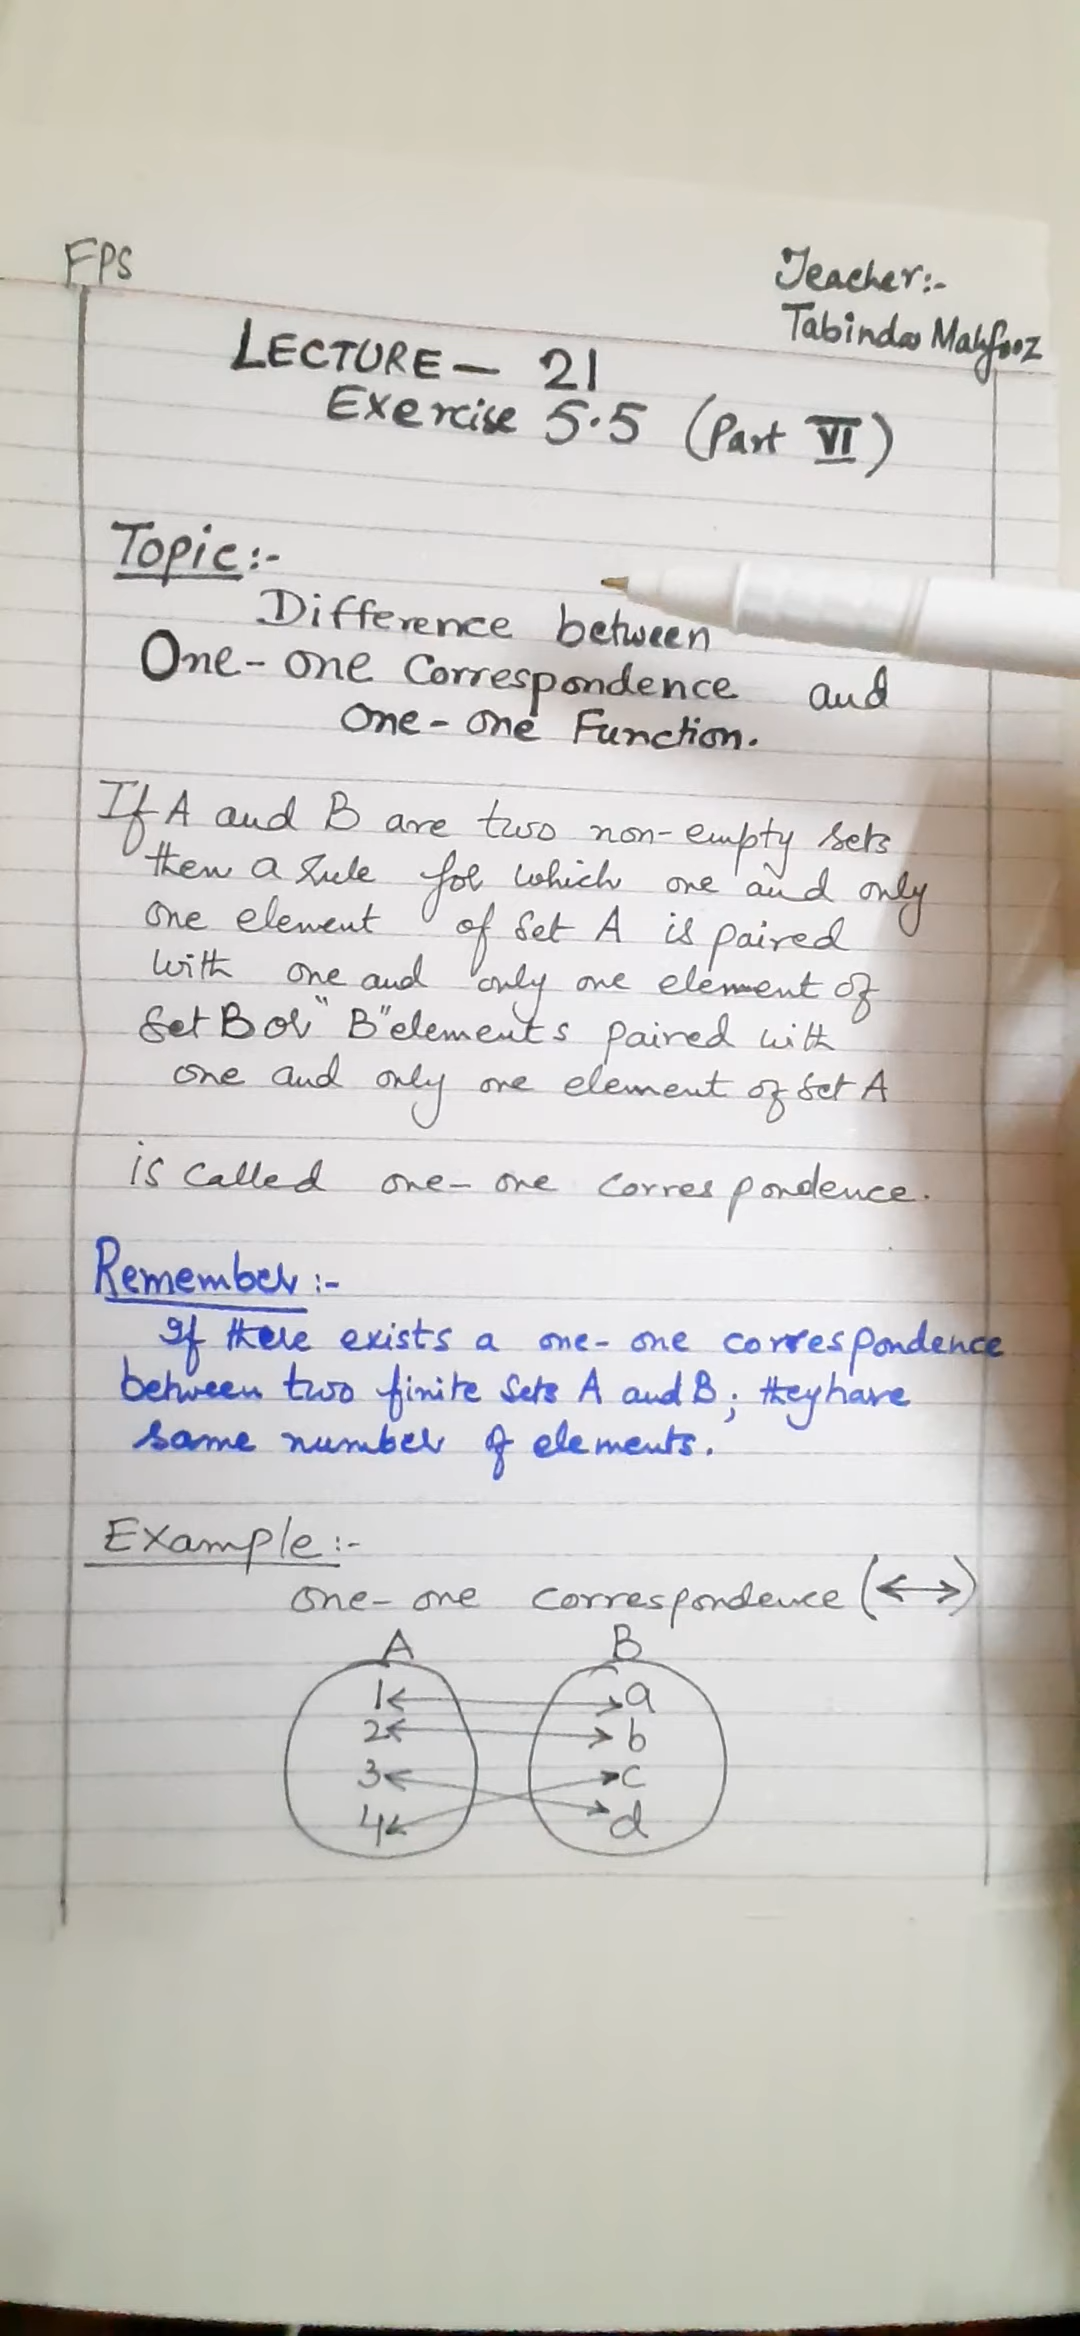 FPS
Teacher:-
Tabinda Mahfooz
LECTURE — 21
Exercise 5.5 (Part VI)
Topic:-
Difference between
One-one Correspondence and
One-one Function.
If A and B are two non-empty sets
then a rule for which one and only
one element of set A is paired
with one and only one element of
set B or "B" elements paired with
one and only one element of set A
is called one-one correspondence.
Remember:-
If there exists a one-one correspondence
between two finite sets A and B; they have
same number of elements.
Example:-
one-one correspondence (↔)
A B
1 a
2 b
3 c
4 d